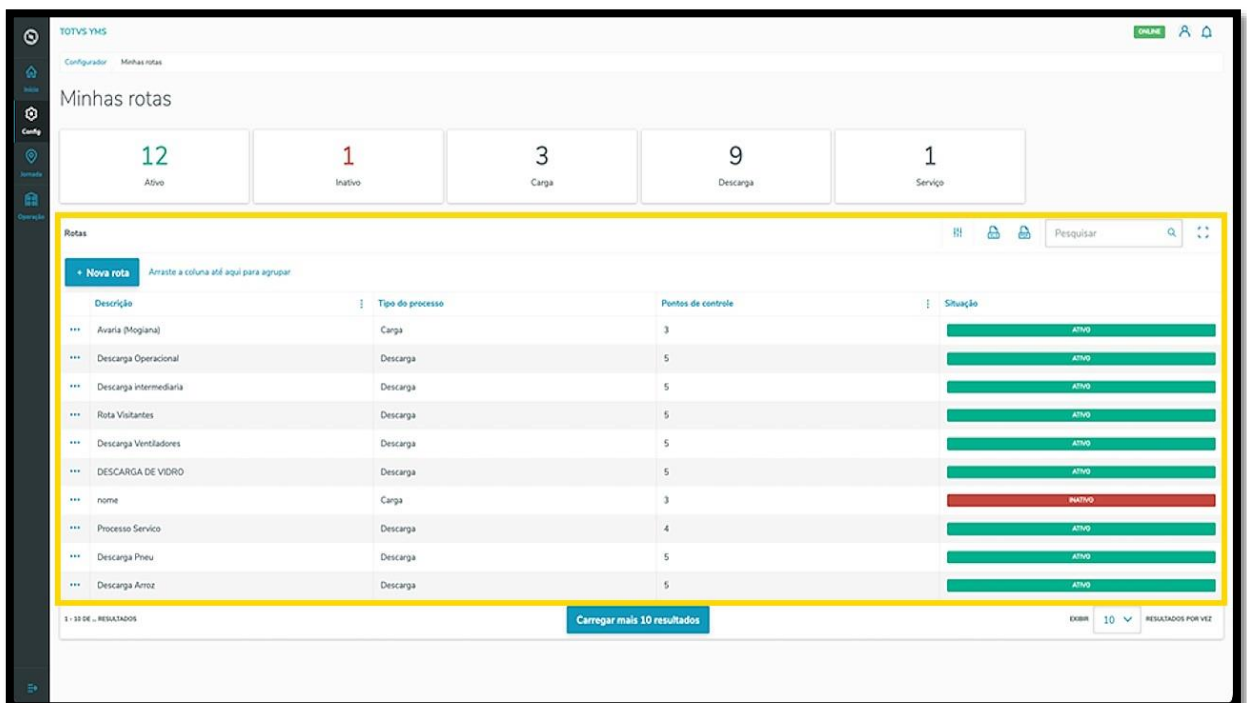 TOTVS YMS ONLINE
Configurador Minhas rotas
Início
Config
Jornada
Operação
Minhas rotas
12 1 3 9 1
Ativo Inativo Carga Descarga Serviço
Rotas Pesquisar
+ Nova rota Arraste a coluna até aqui para agrupar
Descrição Tipo do processo Pontos de controle Situação
Avaria (Mogiana) Carga 3 ATIVO
Descarga Operacional Descarga 5 ATIVO
Descarga intermediaria Descarga 5 ATIVO
Rota Visitantes Descarga 5 ATIVO
Descarga Ventiladores Descarga 5 ATIVO
DESCARGA DE VIDRO Descarga 5 ATIVO
nome Carga 3 INATIVO
Processo Servico Descarga 4 ATIVO
Descarga Pneu Descarga 5 ATIVO
Descarga Arroz Descarga 5 ATIVO
1 - 10 DE ... RESULTADOS Carregar mais 10 resultados EXIBIR 10 RESULTADOS POR VEZ